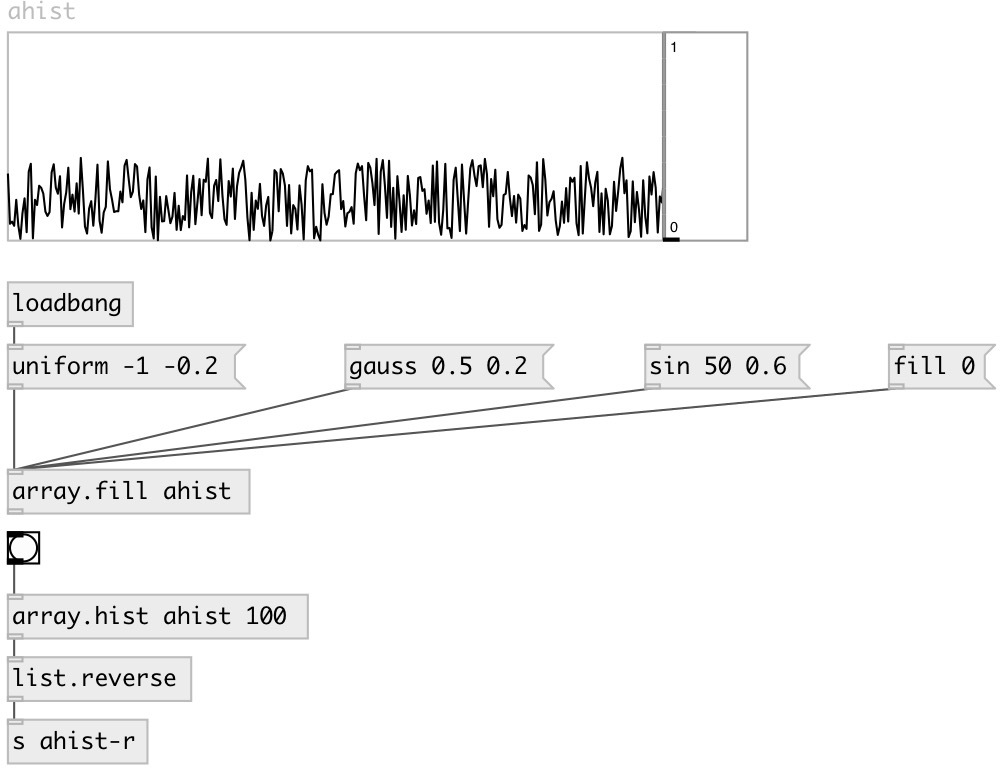 ahist
1
0
loadbang
uniform -1 -0.2
gauss 0.5 0.2
sin 50 0.6
fill 0
array.fill ahist
array.hist ahist 100
list.reverse
s ahist-r